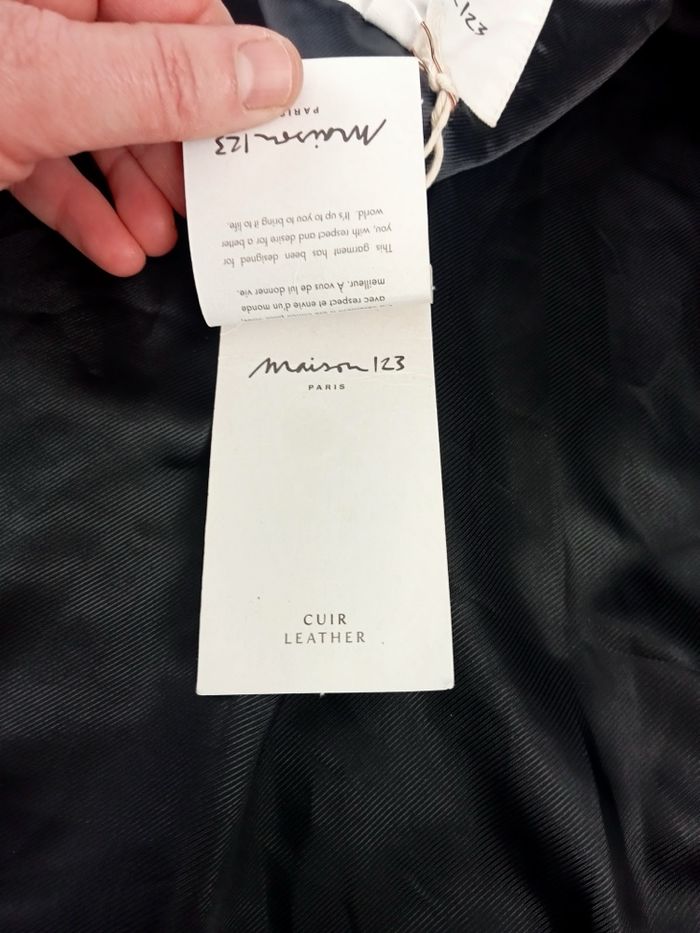 123
avec respect et envie d'un monde
meilleur. À vous de lui donner vie.
This garment has been designed for
you, with respect and desire for a better
world. It's up to you to bring it to life.
Maison 123
PARIS
Maison 123
PARIS
CUIR
LEATHER